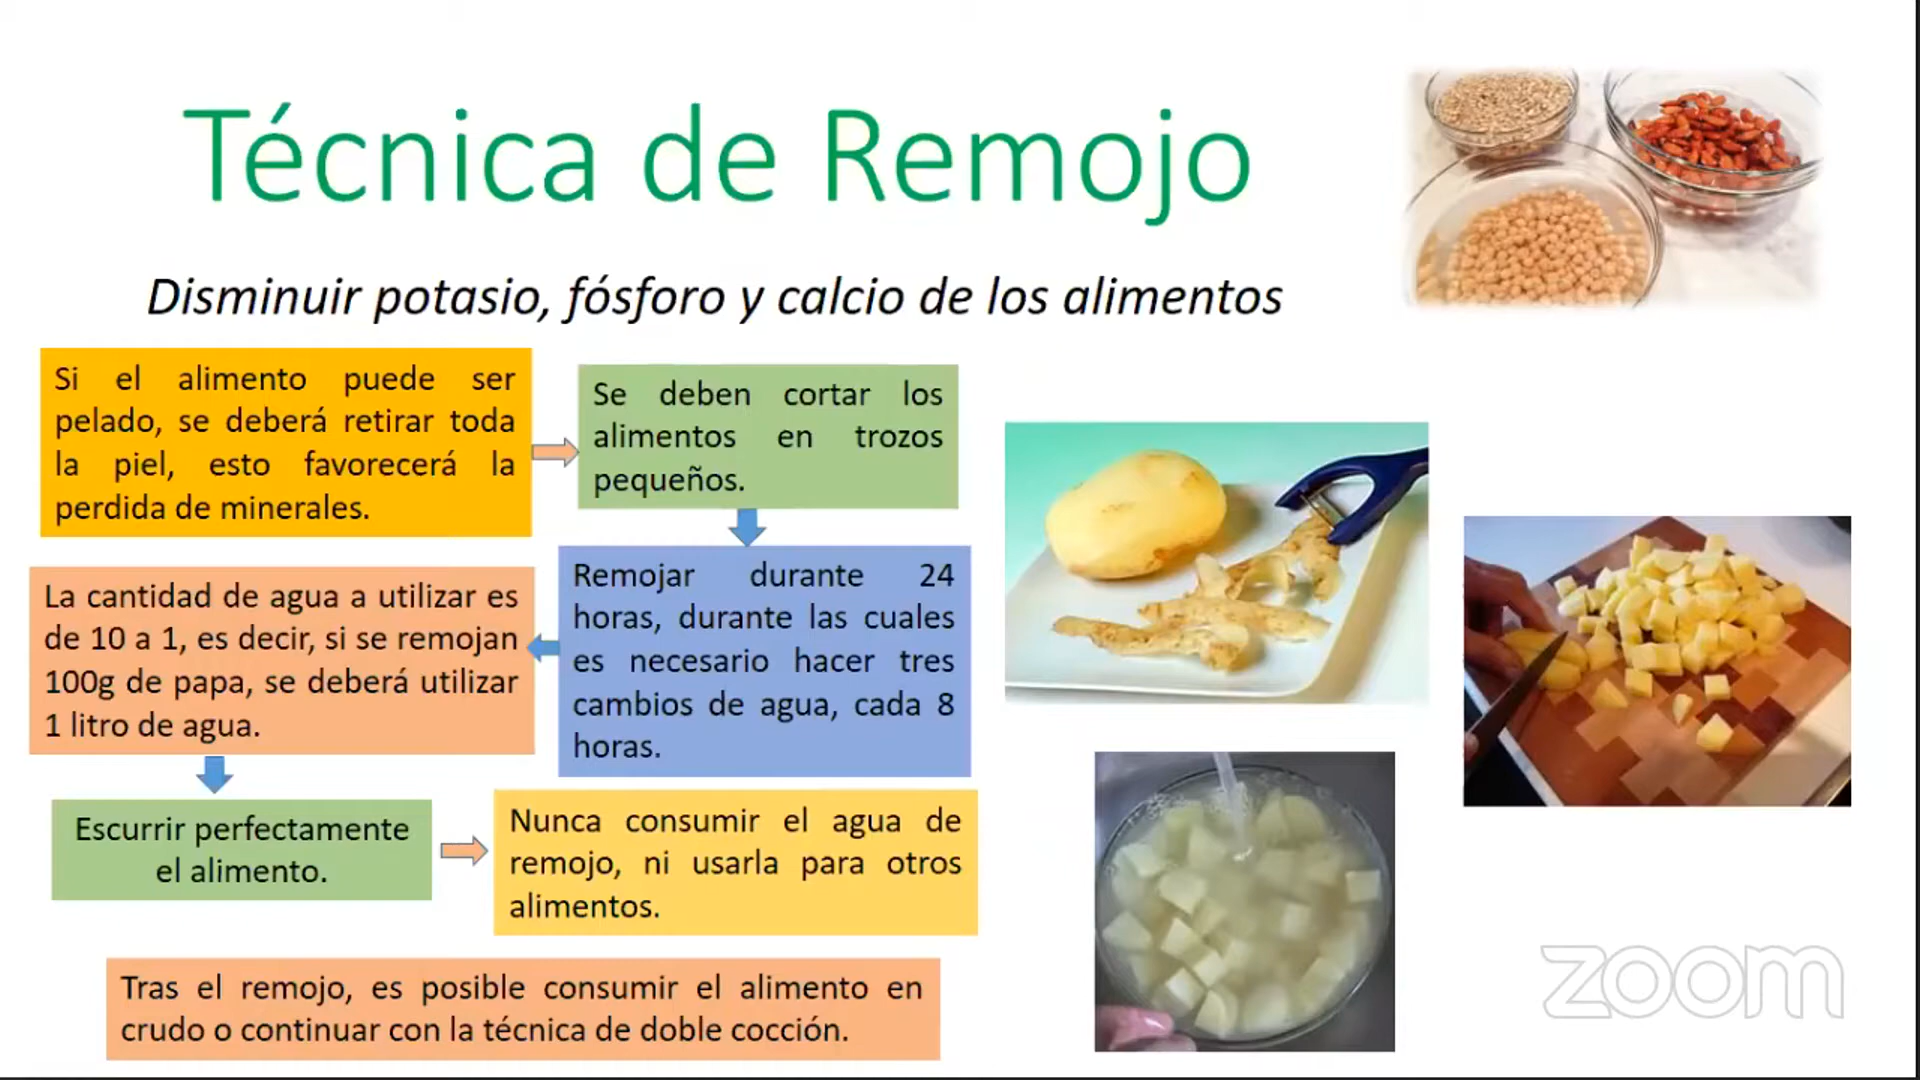 Técnica de Remojo
Disminuir potasio, fósforo y calcio de los alimentos
Si el alimento puede ser
pelado, se deberá retirar toda
la piel, esto favorecerá la
perdida de minerales.
Se deben cortar los
alimentos en trozos
pequeños.
Remojar durante 24
horas, durante las cuales
es necesario hacer tres
cambios de agua, cada 8
horas.
La cantidad de agua a utilizar es
de 10 a 1, es decir, si se remojan
100g de papa, se deberá utilizar
1 litro de agua.
Escurrir perfectamente
el alimento.
Nunca consumir el agua de
remojo, ni usarla para otros
alimentos.
Tras el remojo, es posible consumir el alimento en
crudo o continuar con la técnica de doble cocción.
zoom